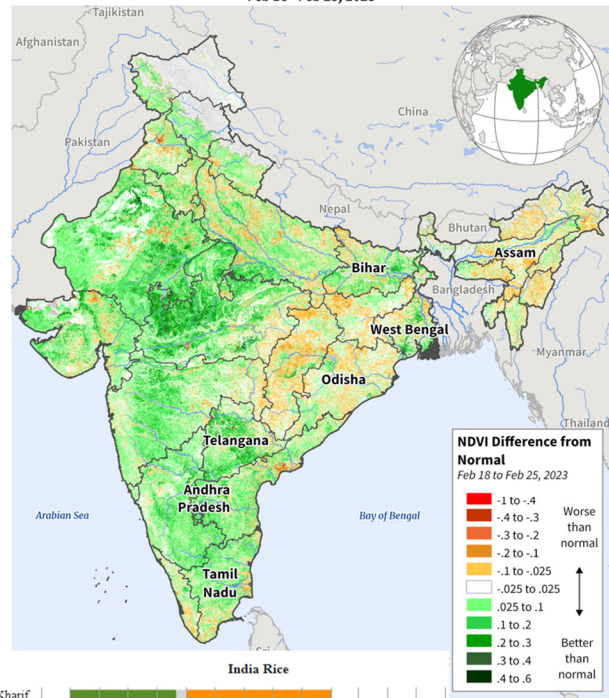 Tajikistan
Afghanistan
China
Pakistan
Nepal
Bhutan
Bihar
Assam
Bangladesh
West Bengal
Myanmar
Odisha
Thailand
Telangana
Andhra
Pradesh
Arabian Sea
Bay of Bengal
Tamil
Nadu
NDVI Difference from
Normal
Feb 18 to Feb 25, 2023
-1 to -.4
-.4 to -.3
-.3 to -.2
-.2 to -.1
-.1 to -.025
-.025 to .025
.025 to .1
.1 to .2
.2 to .3
.3 to .4
.4 to .6
Worse
than
normal
Better
than
normal
India Rice
Kharif